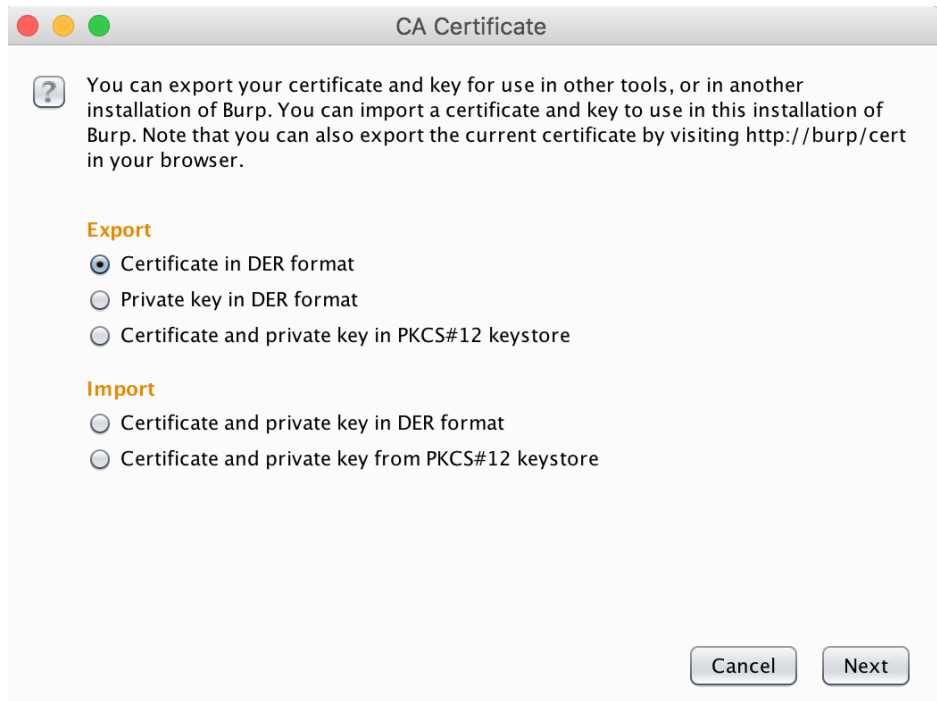 CA Certificate
You can export your certificate and key for use in other tools, or in another
installation of Burp. You can import a certificate and key to use in this installation of
Burp. Note that you can also export the current certificate by visiting http://burp/cert
in your browser.
Export
Certificate in DER format
Private key in DER format
Certificate and private key in PKCS#12 keystore
Import
Certificate and private key in DER format
Certificate and private key from PKCS#12 keystore
Cancel Next